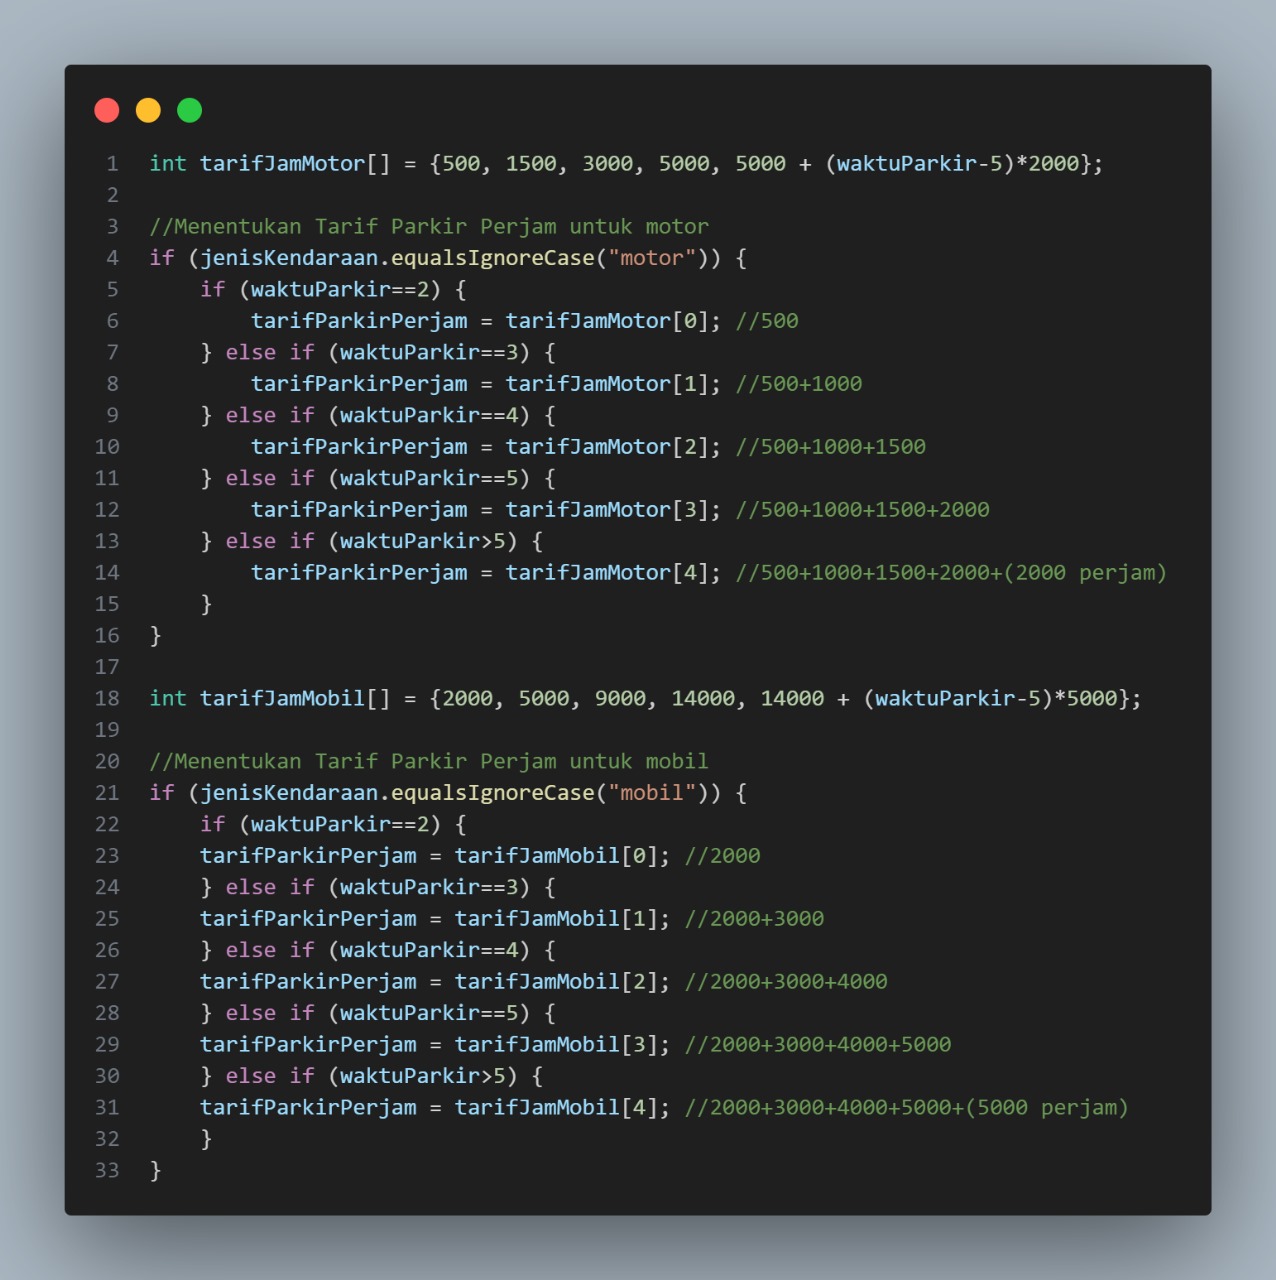 1 int tarifJamMotor[] = {500, 1500, 3000, 5000, 5000 + (waktuParkir-5)*2000};
2
3 //Menentukan Tarif Parkir Perjam untuk motor
4 if (jenisKendaraan.equalsIgnoreCase("motor")) {
5     if (waktuParkir==2) {
6         tarifParkirPerjam = tarifJamMotor[0]; //500
7     } else if (waktuParkir==3) {
8         tarifParkirPerjam = tarifJamMotor[1]; //500+1000
9     } else if (waktuParkir==4) {
10         tarifParkirPerjam = tarifJamMotor[2]; //500+1000+1500
11     } else if (waktuParkir==5) {
12         tarifParkirPerjam = tarifJamMotor[3]; //500+1000+1500+2000
13     } else if (waktuParkir>5) {
14         tarifParkirPerjam = tarifJamMotor[4]; //500+1000+1500+2000+(2000 perjam)
15     }
16 }
17
18 int tarifJamMobil[] = {2000, 5000, 9000, 14000, 14000 + (waktuParkir-5)*5000};
19
20 //Menentukan Tarif Parkir Perjam untuk mobil
21 if (jenisKendaraan.equalsIgnoreCase("mobil")) {
22     if (waktuParkir==2) {
23     tarifParkirPerjam = tarifJamMobil[0]; //2000
24     } else if (waktuParkir==3) {
25     tarifParkirPerjam = tarifJamMobil[1]; //2000+3000
26     } else if (waktuParkir==4) {
27     tarifParkirPerjam = tarifJamMobil[2]; //2000+3000+4000
28     } else if (waktuParkir==5) {
29     tarifParkirPerjam = tarifJamMobil[3]; //2000+3000+4000+5000
30     } else if (waktuParkir>5) {
31     tarifParkirPerjam = tarifJamMobil[4]; //2000+3000+4000+5000+(5000 perjam)
32     }
33 }